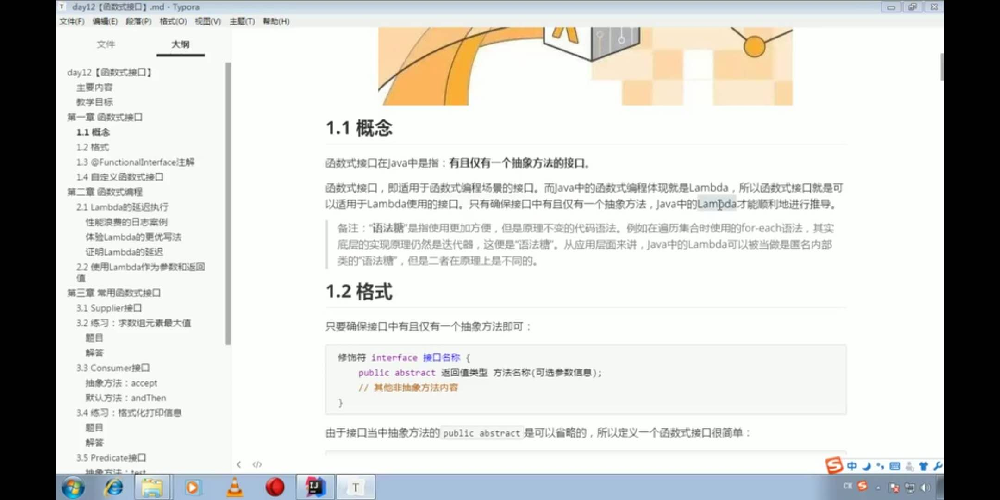 day12【函数式接口】.md - Typora
文件(F) 编辑(E) 段落(P) 格式(O) 视图(V) 主题(T) 帮助(H)
文件 大纲
day12【函数式接口】
主要内容
教学目标
第一章 函数式接口
1.1 概念
1.2 格式
1.3 @FunctionalInterface注解
1.4 自定义函数式接口
第二章 函数式编程
2.1 Lambda的延迟执行
性能浪费的日志案例
体验Lambda的更优写法
证明Lambda的延迟
2.2 使用Lambda作为参数和返回
值
第三章 常用函数式接口
3.1 Supplier接口
3.2 练习：求数组元素最大值
题目
解答
3.3 Consumer接口
抽象方法：accept
默认方法：andThen
3.4 练习：格式化打印信息
题目
解答
3.5 Predicate接口
抽象方法：test
1.1 概念
函数式接口在Java中是指：有且仅有一个抽象方法的接口。
函数式接口，即适用于函数式编程场景的接口。而Java中的函数式编程体现就是Lambda，所以函数式接口就是可
以适用于Lambda使用的接口。只有确保接口中有且仅有一个抽象方法，Java中的Lambda才能顺利地进行推导。
备注：“语法糖”是指使用更加方便，但是原理不变的代码语法。例如在遍历集合时使用的for-each语法，其实
底层的实现原理仍然是迭代器，这便是“语法糖”。从应用层面来讲，Java中的Lambda可以被当做是匿名内部
类的“语法糖”，但是二者在原理上是不同的。
1.2 格式
只要确保接口中有且仅有一个抽象方法即可：
修饰符 interface 接口名称 {
public abstract 返回值类型 方法名称(可选参数信息);
// 其他非抽象方法内容
}
由于接口当中抽象方法的 public abstract 是可以省略的，所以定义一个函数式接口很简单：
中
CH